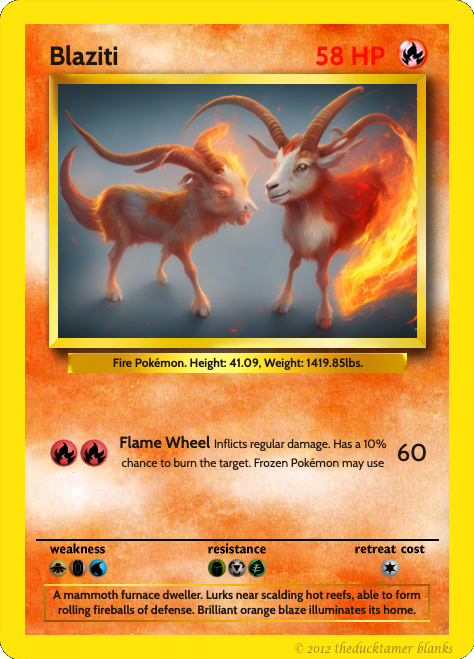 Blaziti 58 HP
Fire Pokémon. Height: 41.09, Weight: 1419.85lbs.
Flame Wheel Inflicts regular damage. Has a 10%
chance to burn the target. Frozen Pokémon may use
60
weakness resistance retreat cost
A mammoth furnace dweller. Lurks near scalding hot reefs, able to form
rolling fireballs of defense. Brilliant orange blaze illuminates its home.
© 2012 theducktamer blanks